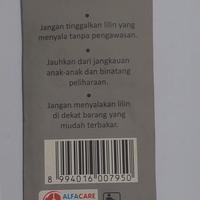 Jangan tinggalkan lilin yang
menyala tanpa pengawasan.
Jauhkan dari jangkauan
anak-anak dan binatang
peliharaan.
Jangan menyalakan lilin
di dekat barang yang
mudah terbakar.
8 994016 007950
ALFACARE